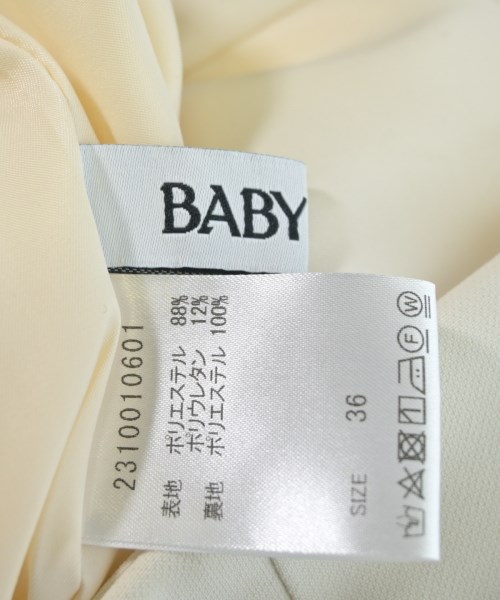 BABY
2310010601
表地 ポリエステル 88%
ポリウレタン 12%
裏地 ポリエステル 100%
SIZE 36
W
F